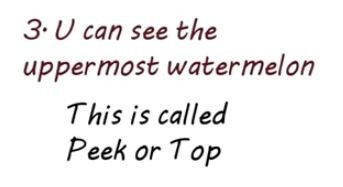 3. U can see the
uppermost watermelon
This is called
Peek or Top